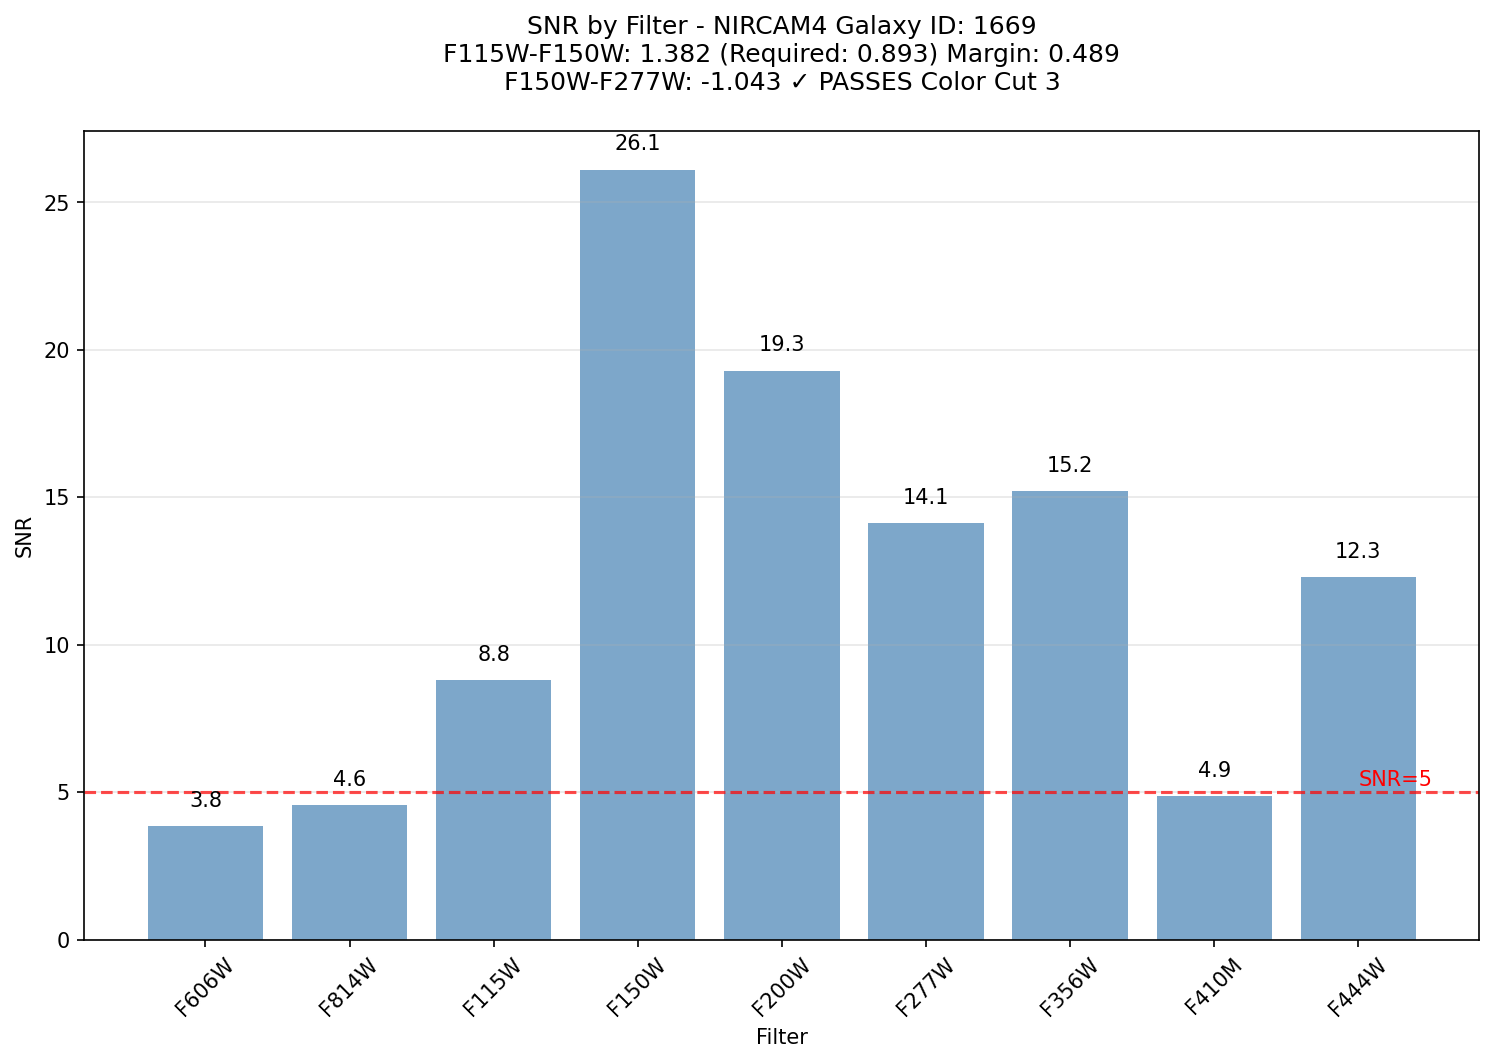 SNR by Filter - NIRCAM4 Galaxy ID: 1669
F115W-F150W: 1.382 (Required: 0.893) Margin: 0.489
F150W-F277W: -1.043 ✓ PASSES Color Cut 3
26.1
25
20
19.3
15.2
15
14.1
12.3
10
8.8
5
4.6
4.9
SNR=5
3.8
0
SNR
F606W
F814W
F115W
F150W
F200W
F277W
F356W
F410M
F444W
Filter